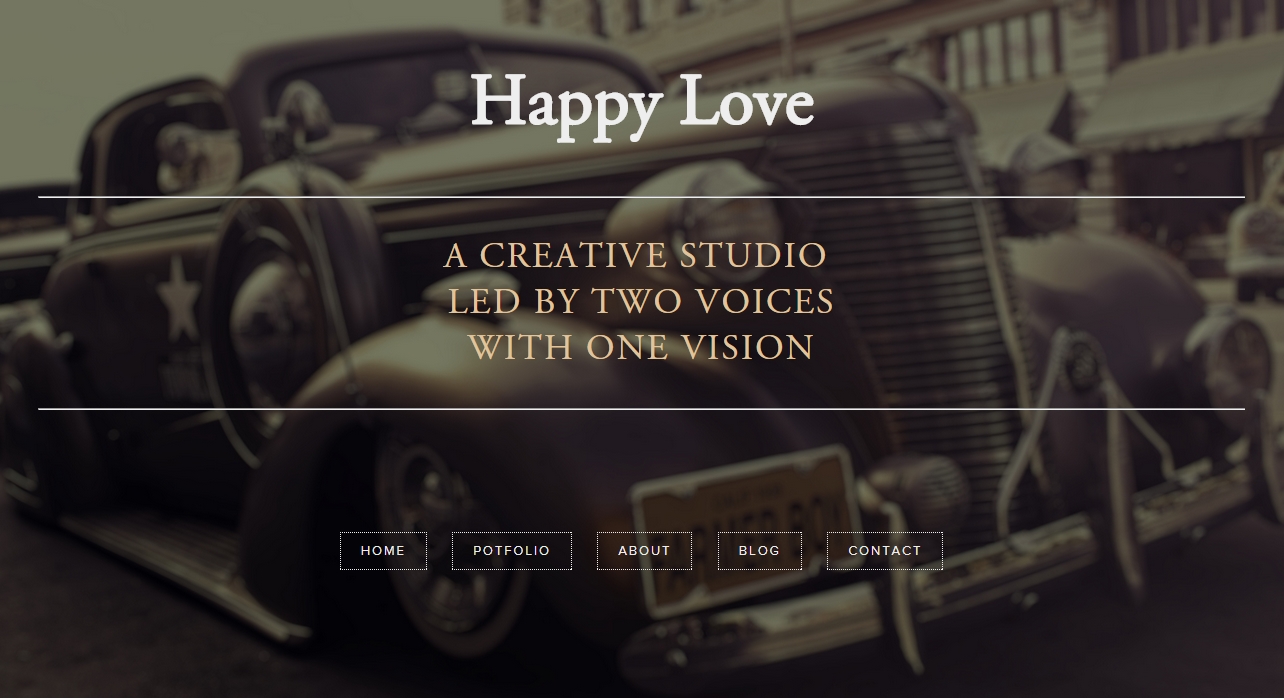 Happy Love
A CREATIVE STUDIO
LED BY TWO VOICES
WITH ONE VISION
HOME
POTFOLIO
ABOUT
BLOG
CONTACT